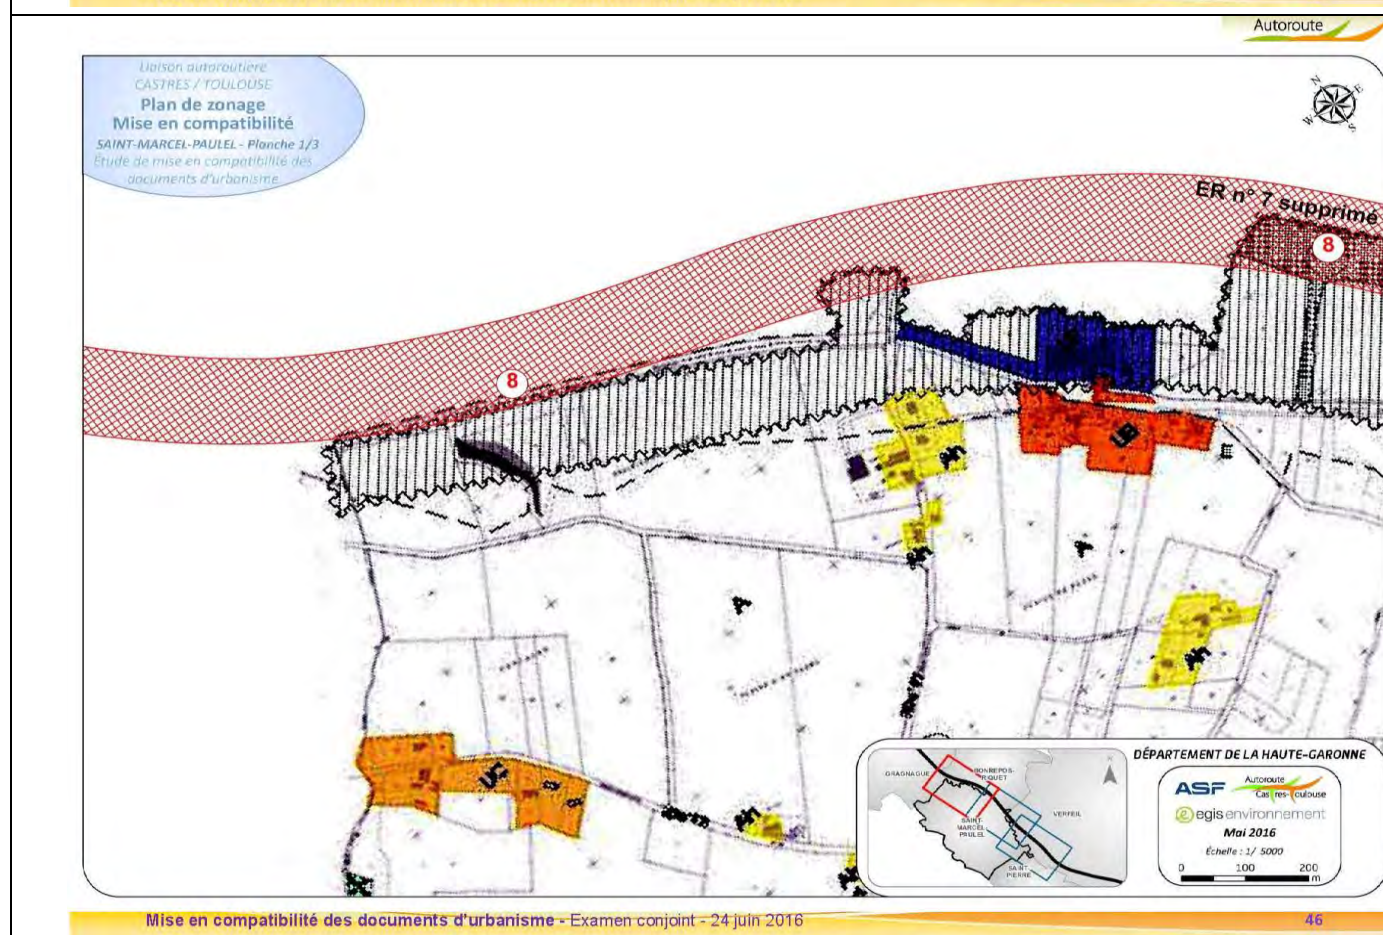 Autoroute
Liaison autoroutière
CASTRES / TOULOUSE
Plan de zonage
Mise en compatibilité
SAINT-MARCEL-PAULEL - Planche 1/3
Étude de mise en compatibilité des
documents d'urbanisme
N
E
W
S
ER n° 7 supprimé
8
8
UB
A
A
UC
DÉPARTEMENT DE LA HAUTE-GARONNE
GRAGNAGUE
BONREPOS-
RIQUET
SAINT-
MARCEL-
PAULEL
VERFEIL
SAINT-
PIERRE
ASF
Autoroute
Castres-Toulouse
egis environnement
Mai 2016
Échelle : 1/ 5000
0 100 200
m
Mise en compatibilité des documents d'urbanisme - Examen conjoint - 24 juin 2016
46